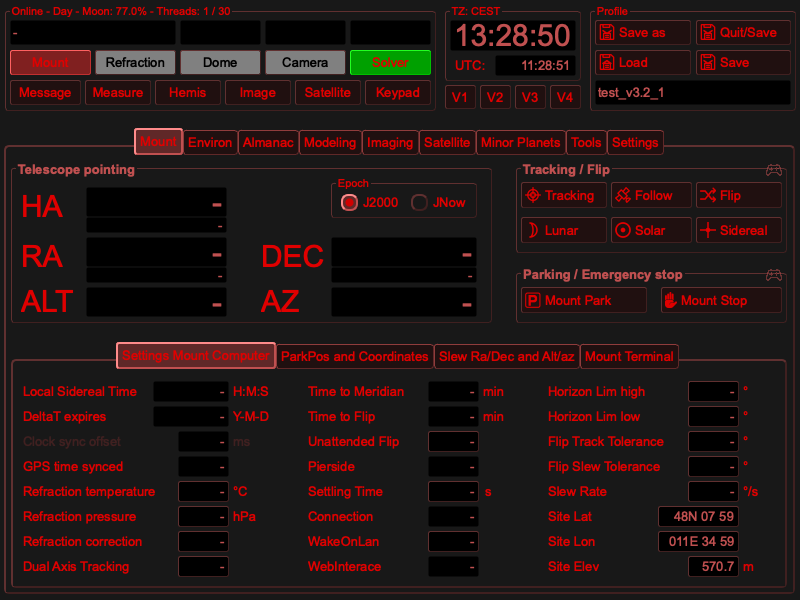 Online - Day - Moon: 77.0% - Threads: 1 / 30
-
Mount Refraction Dome Camera Solver
Message Measure Hemis Image Satellite Keypad
TZ: CEST
13:28:50
UTC: 11:28:51
V1 V2 V3 V4
Profile
Save as Quit/Save
Load Save
test_v3.2_1
Mount Environ Almanac Modeling Imaging Satellite Minor Planets Tools Settings
Telescope pointing
Epoch
J2000 JNow
HA -
-
RA - DEC -
- -
ALT - AZ -
Tracking / Flip
Tracking Follow Flip
Lunar Solar Sidereal
Parking / Emergency stop
P Mount Park Mount Stop
Settings Mount Computer ParkPos and Coordinates Slew Ra/Dec and Alt/az Mount Terminal
Local Sidereal Time - H:M:S Time to Meridian - min Horizon Lim high - °
DeltaT expires - Y-M-D Time to Flip - min Horizon Lim low - °
Clock sync offset - ms Unattended Flip - Flip Track Tolerance - °
GPS time synced - Pierside - Flip Slew Tolerance - °
Refraction temperature - °C Settling Time - s Slew Rate - °/s
Refraction pressure - hPa Connection - Site Lat 48N 07 59
Refraction correction - WakeOnLan - Site Lon 011E 34 59
Dual Axis Tracking - WebInterace - Site Elev 570.7 m